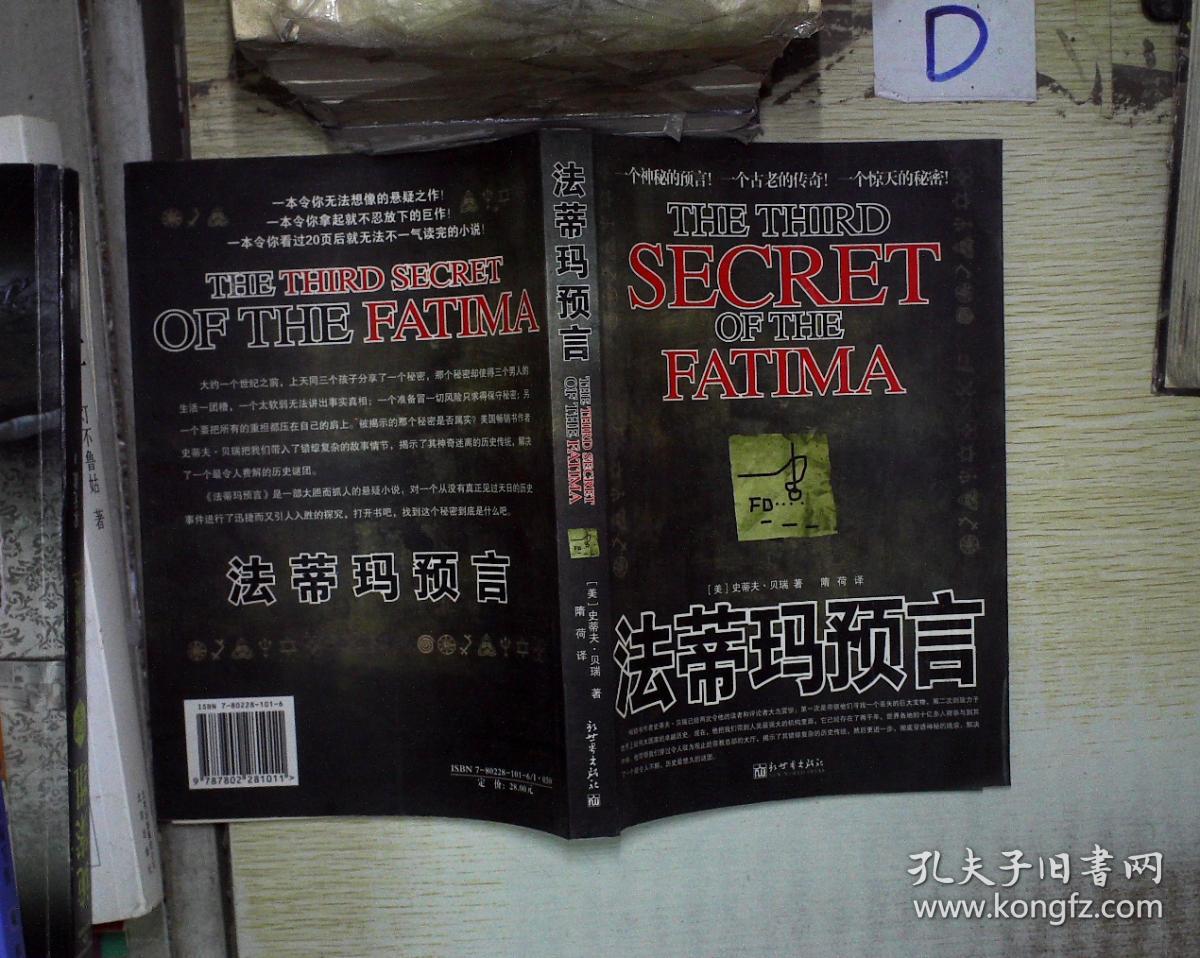 D
一本令你无法想像的悬疑之作!
一本令你拿起就不忍放下的巨作!
一本令你看过20页后就无法不一气读完的小说!
THE THIRD SECRET
OF THE FATIMA
大约一个世纪之前，上天同三个孩子分享了一个秘密，那个秘密却使得三个男人的
生活一团糟，一个太软弱无法讲出事实真相；一个准备冒一切风险只求得保守秘密；另
一个要把所有的重担都压在自己的肩上。被揭示的那个秘密是否属实？美国畅销书作者
史蒂夫·贝瑞把我们带入了错综复杂的故事情节，揭示了其神奇迷离的历史传统，解决
了一个最令人费解的历史谜团。
《法蒂玛预言》是一部大胆而抓人的悬疑小说，对一个从没有真正见过天日的历史
事件进行了迅捷而又引人入胜的探究，打开书吧，找到这个秘密到底是什么吧。
法蒂玛预言
ISBN 7-80228-101-6
9 787802 281011 >
ISBN 7-80228-101-6/I·030
定价:28.00元
法蒂玛预言
THE THIRD SECRET
OF THE FATIMA
FD
[美]史蒂夫·贝瑞 著
隋荷 译
新世界出版社
一个神秘的预言! 一个古老的传奇! 一个惊天的秘密!
THE THIRD
SECRET
OF THE
FATIMA
FD....
[美]史蒂夫·贝瑞 著 隋荷 译
法蒂玛预言
新世界出版社
NEW WORLD PRESS
灯不鲁姑 著
孔夫子旧書网
www.kongfz.com